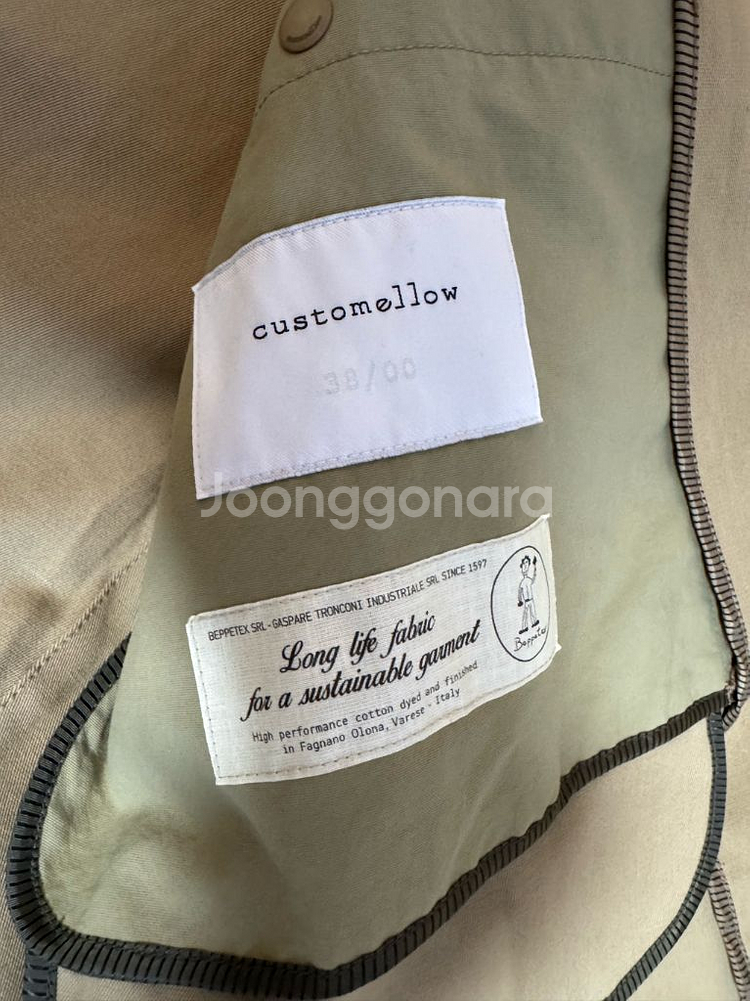 customellow
38/00
Joonggonara
BEPPETEX SRL - GASPARE TRONCONI INDUSTRIALE SRL SINCE 1597
Long life fabric
for a sustainable garment
High performance cotton dyed and finished
in Fagnano Olona, Varese - Italy
Beppetex